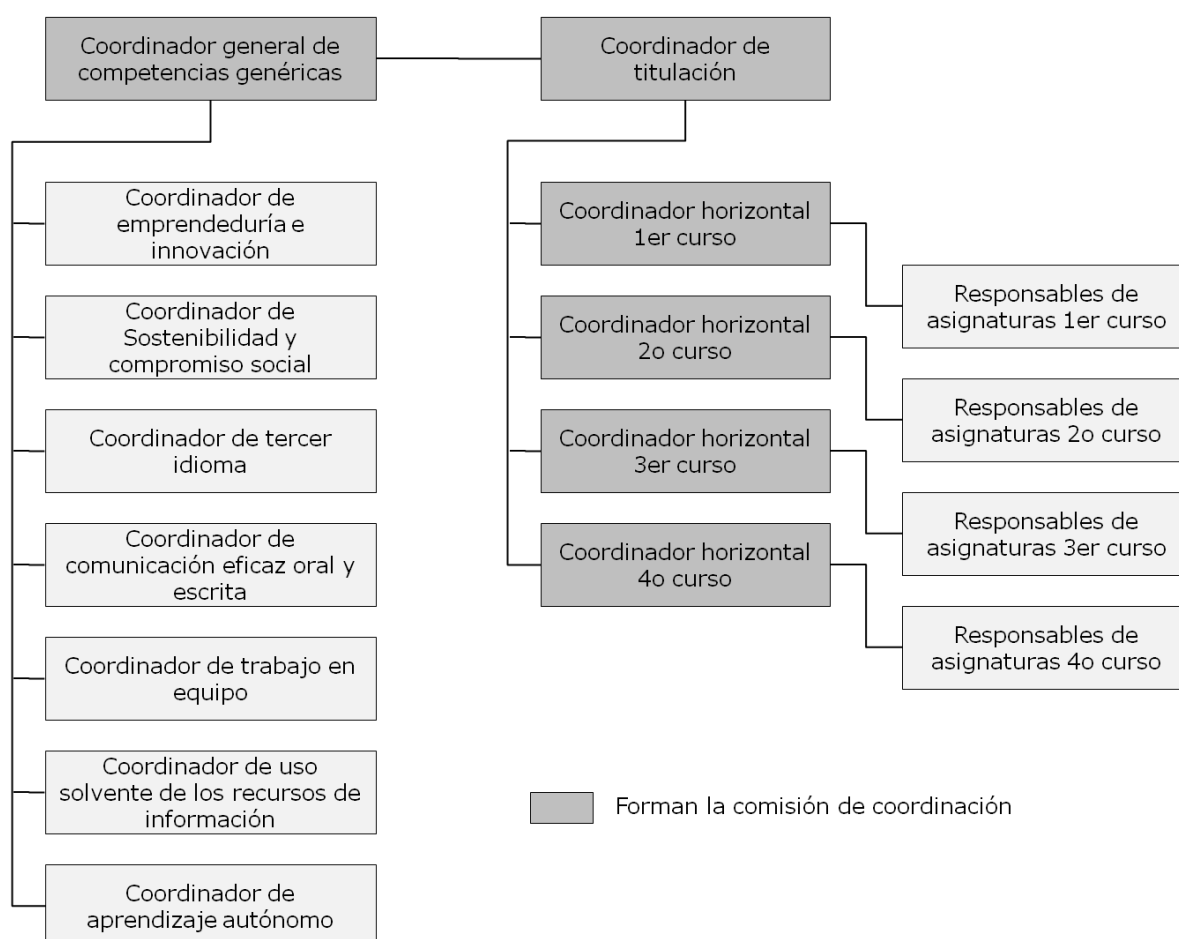 Coordinador general de
competencias genéricas
Coordinador de
titulación
Coordinador de
emprendeduría e
innovación
Coordinador de
Sostenibilidad y
compromiso social
Coordinador de tercer
idioma
Coordinador de
comunicación eficaz oral y
escrita
Coordinador de trabajo en
equipo
Coordinador de uso
solvente de los recursos de
información
Coordinador de
aprendizaje autónomo
Coordinador horizontal
1er curso
Coordinador horizontal
2o curso
Coordinador horizontal
3er curso
Coordinador horizontal
4o curso
Responsables de
asignaturas 1er curso
Responsables de
asignaturas 2o curso
Responsables de
asignaturas 3er curso
Responsables de
asignaturas 4o curso
Forman la comisión de coordinación